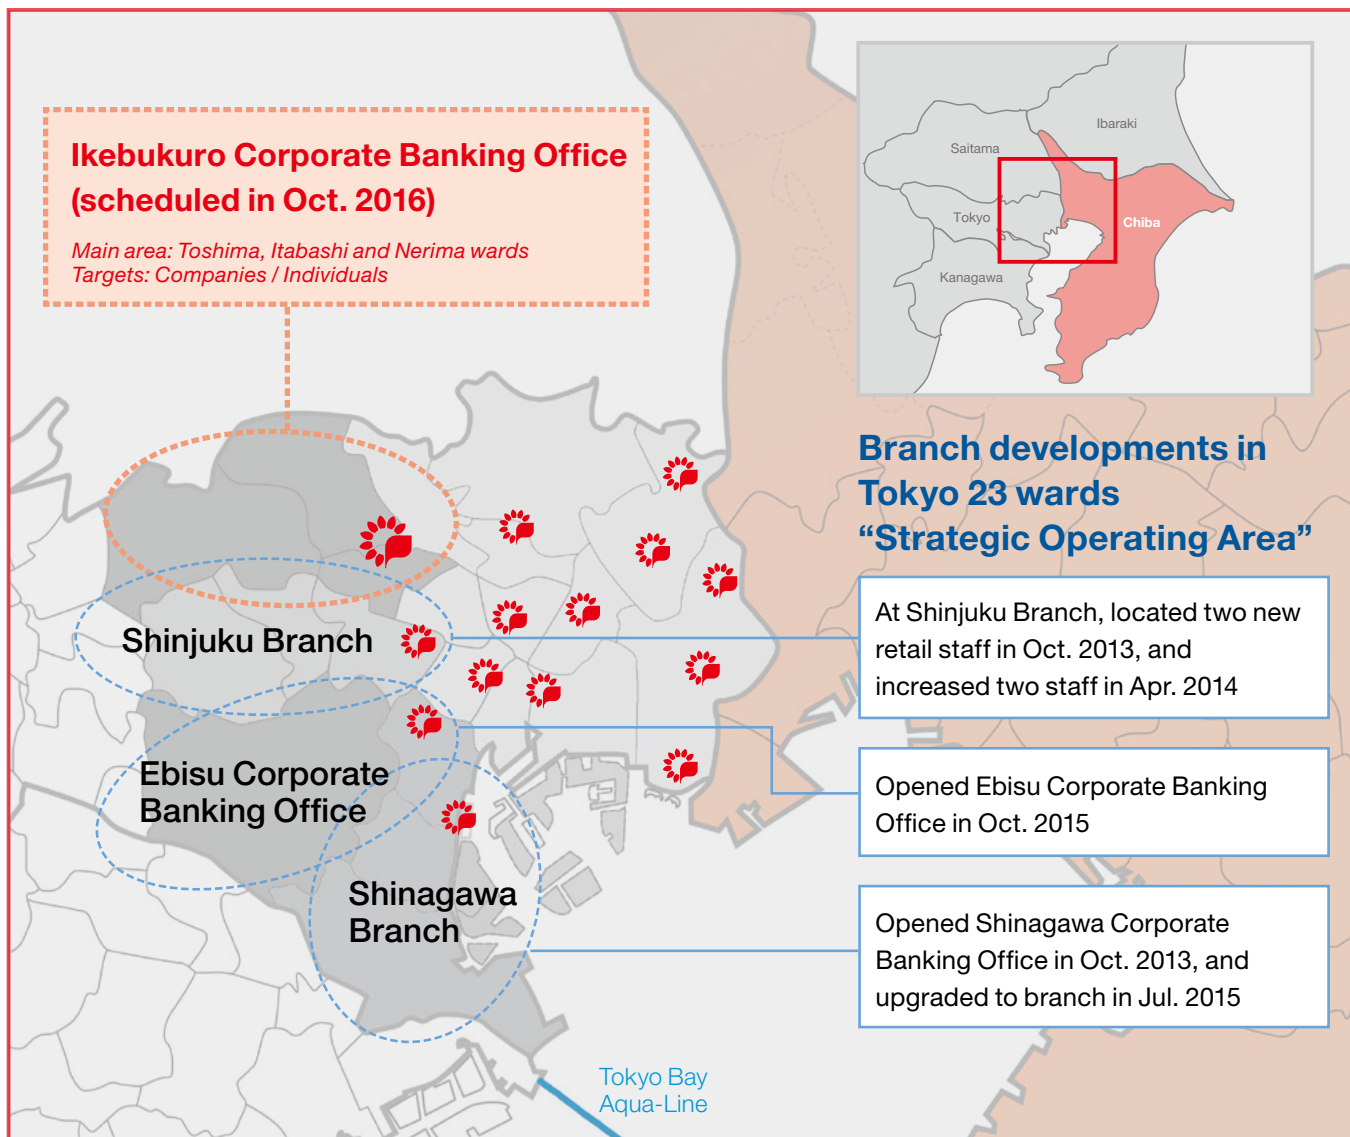 Ikebukuro Corporate Banking Office
(scheduled in Oct. 2016)
Main area: Toshima, Itabashi and Nerima wards
Targets: Companies / Individuals
Ibaraki
Saitama
Tokyo
Chiba
Kanagawa
Branch developments in
Tokyo 23 wards
“Strategic Operating Area”
At Shinjuku Branch, located two new
retail staff in Oct. 2013, and
increased two staff in Apr. 2014
Opened Ebisu Corporate Banking
Office in Oct. 2015
Opened Shinagawa Corporate
Banking Office in Oct. 2013, and
upgraded to branch in Jul. 2015
Shinjuku Branch
Ebisu Corporate
Banking Office
Shinagawa
Branch
Tokyo Bay
Aqua-Line